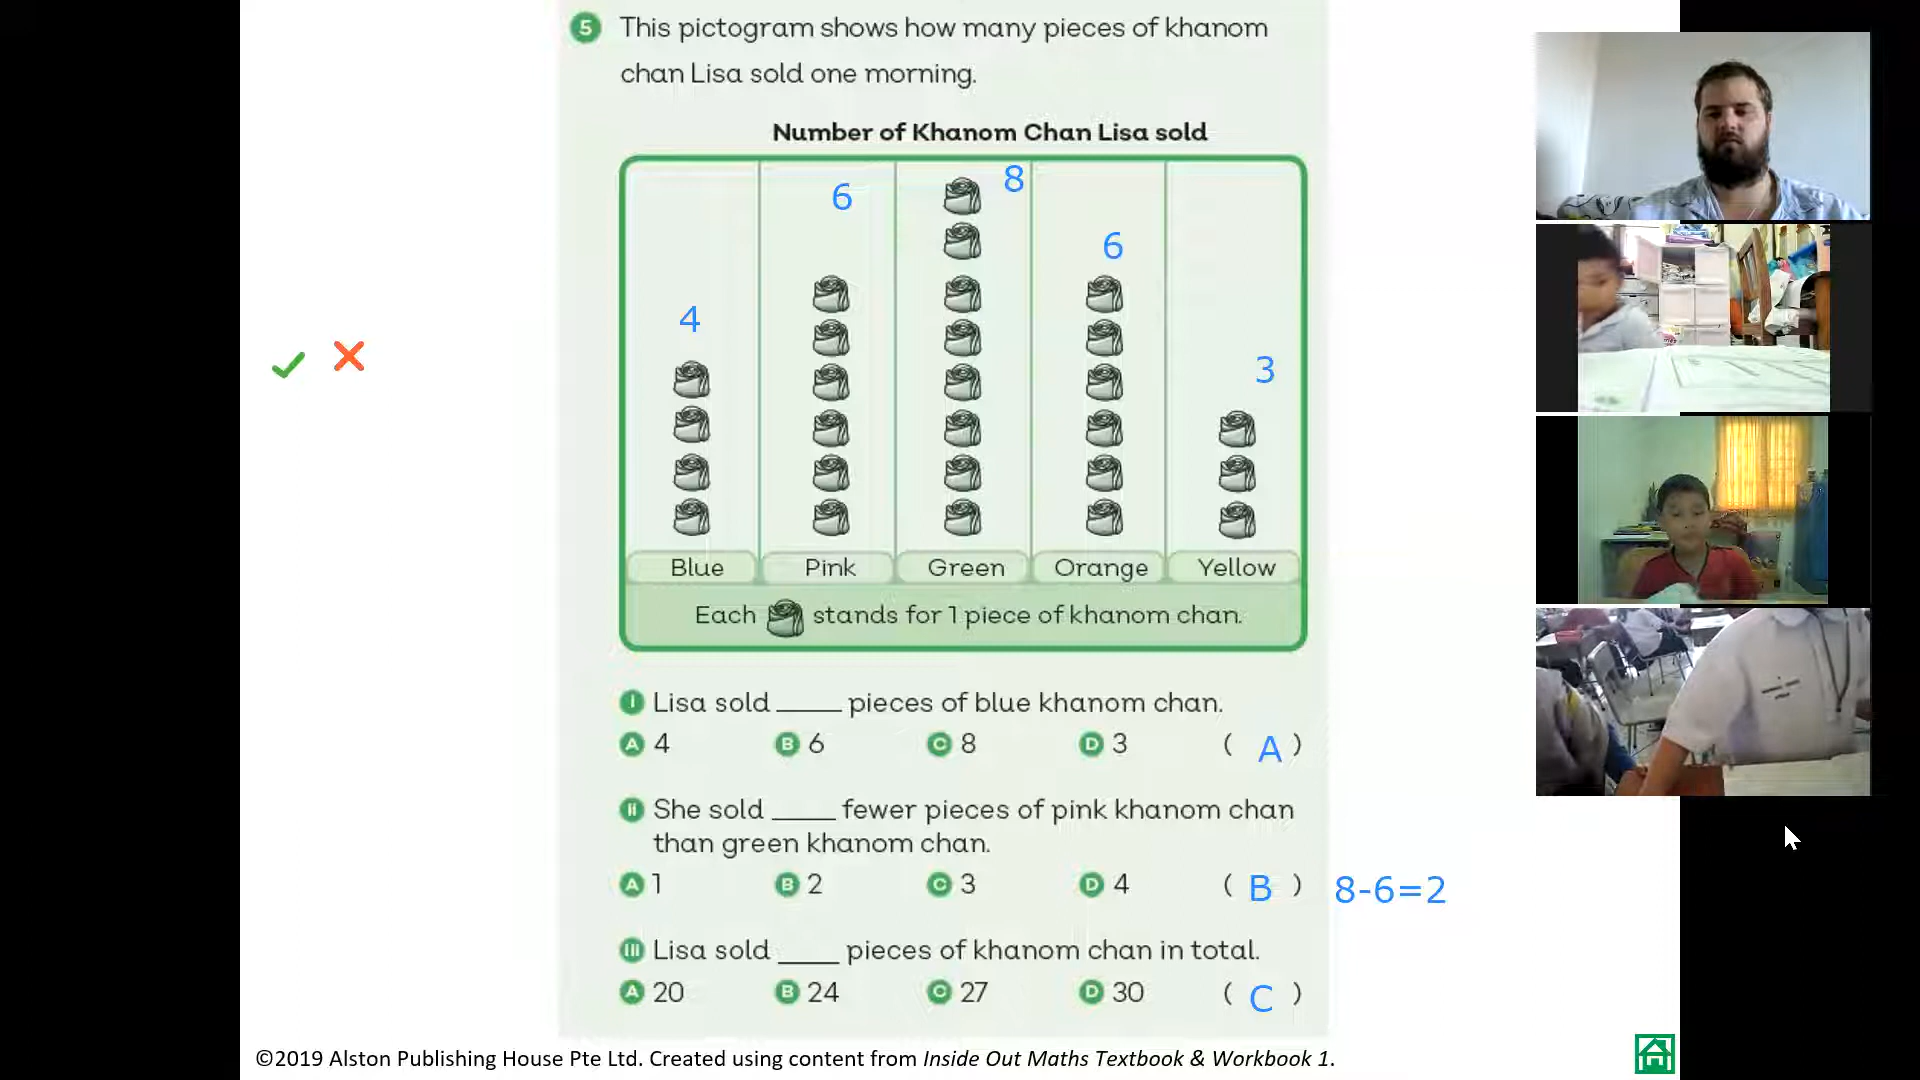 5 This pictogram shows how many pieces of khanom
chan Lisa sold one morning.
Number of Khanom Chan Lisa sold
4 6 8 6 3
Blue Pink Green Orange Yellow
Each stands for 1 piece of khanom chan.
i Lisa sold _____ pieces of blue khanom chan.
A 4 B 6 C 8 D 3 ( A )
ii She sold _____ fewer pieces of pink khanom chan
than green khanom chan.
A 1 B 2 C 3 D 4 ( B ) 8-6=2
iii Lisa sold _____ pieces of khanom chan in total.
A 20 B 24 C 27 D 30 ( C )
©2019 Alston Publishing House Pte Ltd. Created using content from Inside Out Maths Textbook & Workbook 1.